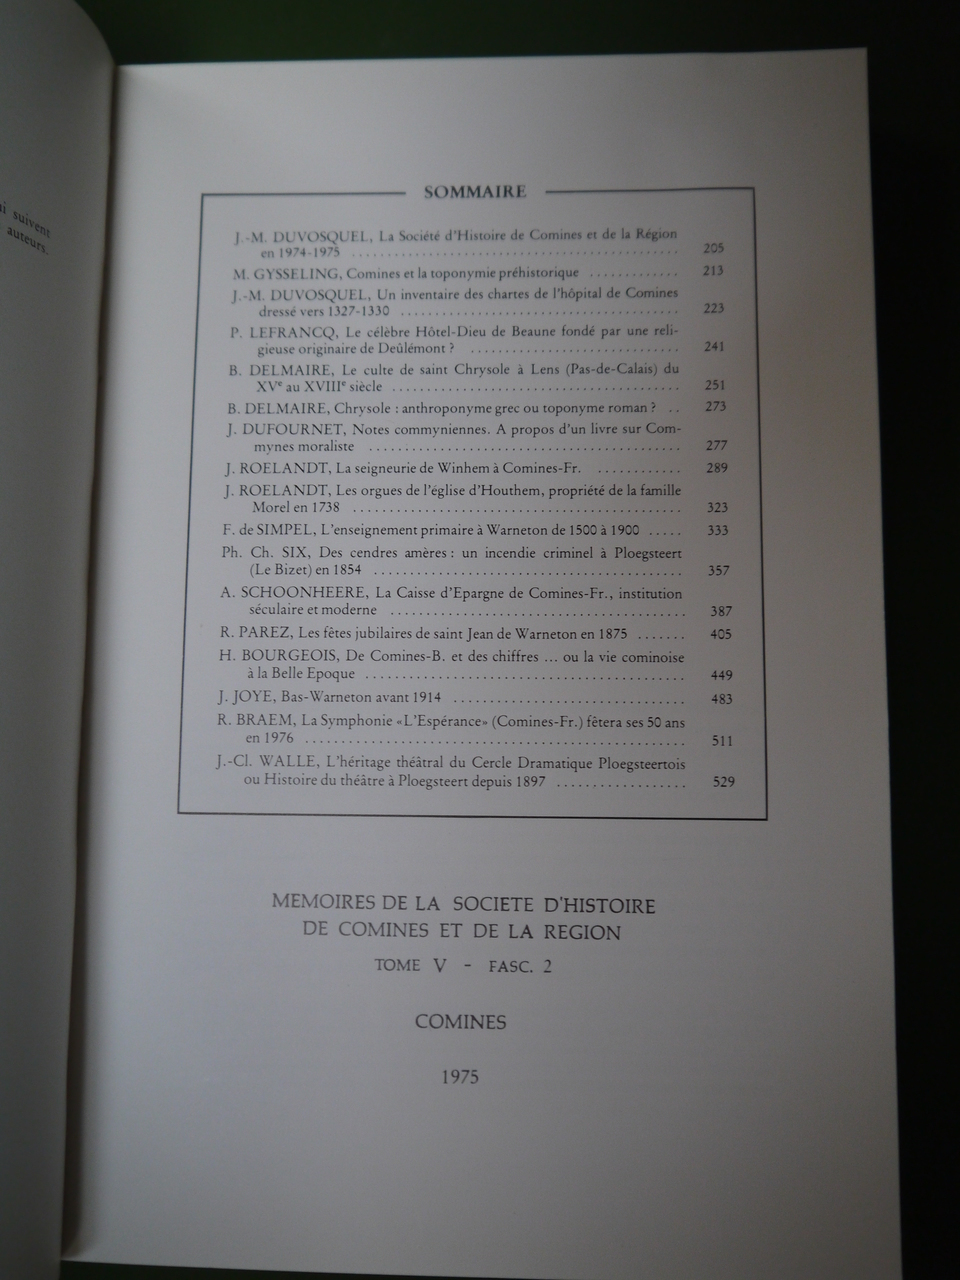 i suivent
auteurs.
SOMMAIRE
J.-M. DUVOSQUEL, La Société d'Histoire de Comines et de la Région
en 1974-1975 ............................................... 205
M. GYSSELING, Comines et la toponymie préhistorique ............ 213
J.-M. DUVOSQUEL, Un inventaire des chartes de l'hôpital de Comines
dressé vers 1327-1330 ....................................... 223
P. LEFRANCQ, Le célèbre Hôtel-Dieu de Beaune fondé par une reli-
gieuse originaire de Deûlémont ? ............................. 241
B. DELMAIRE, Le culte de saint Chrysole à Lens (Pas-de-Calais) du
XVe au XVIIIe siècle ........................................ 251
B. DELMAIRE, Chrysole : anthroponyme grec ou toponyme roman ? .. 273
J. DUFOURNET, Notes commyniennes. A propos d'un livre sur Com-
mynes moraliste ............................................ 277
J. ROELANDT, La seigneurie de Winhem à Comines-Fr. ............ 289
J. ROELANDT, Les orgues de l'église d'Houthem, propriété de la famille
Morel en 1738 .............................................. 323
F. de SIMPEL, L'enseignement primaire à Warneton de 1500 à 1900 ..... 333
Ph. Ch. SIX, Des cendres amères : un incendie criminel à Ploegsteert
(Le Bizet) en 1854 ........................................... 357
A. SCHOONHEERE, La Caisse d'Epargne de Comines-Fr., institution
séculaire et moderne .......................................... 387
R. PAREZ, Les fêtes jubilaires de saint Jean de Warneton en 1875 ....... 405
H. BOURGEOIS, De Comines-B. et des chiffres ... ou la vie cominoise
à la Belle Epoque ............................................. 449
J. JOYE, Bas-Warneton avant 1914 ................................. 483
R. BRAEM, La Symphonie «L'Espérance» (Comines-Fr.) fêtera ses 50 ans
en 1976 ...................................................... 511
J.-Cl. WALLE, L'héritage théâtral du Cercle Dramatique Ploegsteertois
ou Histoire du théâtre à Ploegsteert depuis 1897 .................. 529
MEMOIRES DE LA SOCIETE D'HISTOIRE
DE COMINES ET DE LA REGION
TOME V - FASC. 2
COMINES
1975